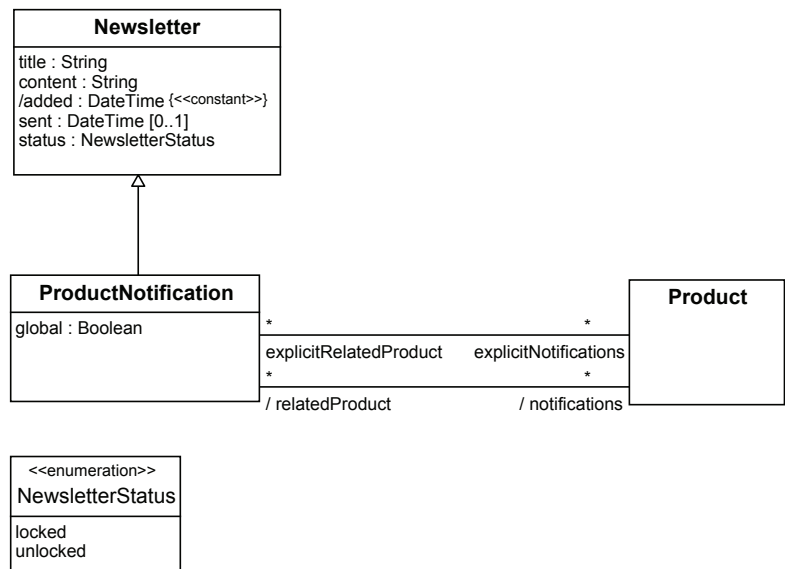 Newsletter
title : String
content : String
/added : DateTime {<<constant>>}
sent : DateTime [0..1]
status : NewsletterStatus
ProductNotification
global : Boolean
Product
* *
explicitRelatedProduct explicitNotifications
* *
/ relatedProduct / notifications
<<enumeration>>
NewsletterStatus
locked
unlocked